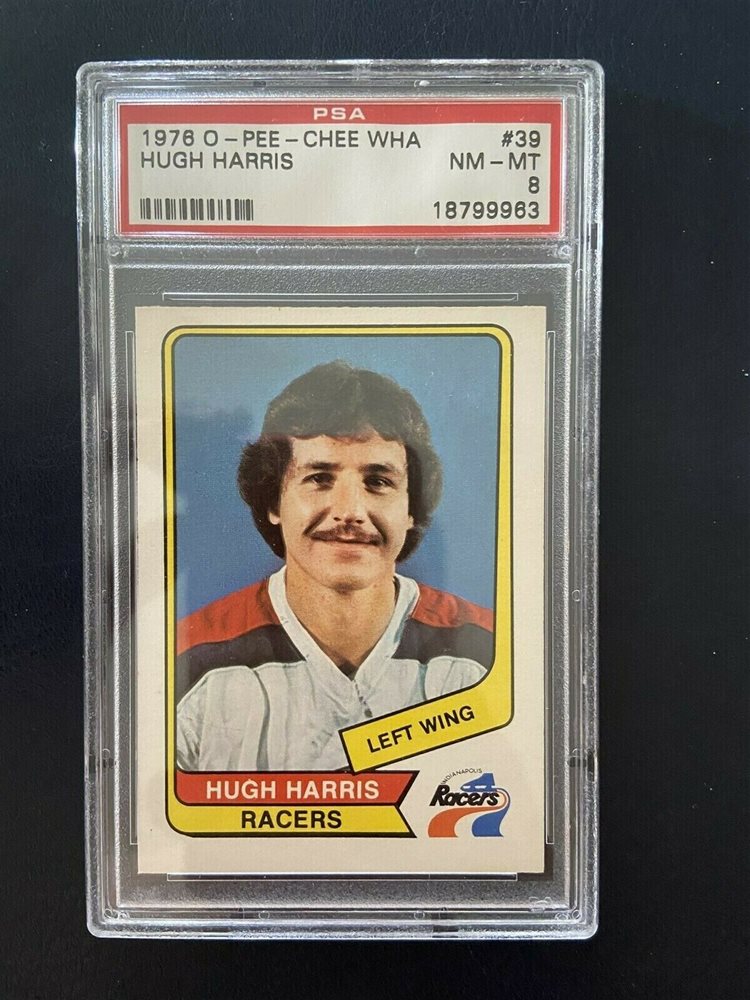 PSA
1976 O-PEE-CHEE WHA #39
HUGH HARRIS NM-MT
8
18799963
LEFT WING
HUGH HARRIS
RACERS
INDIANAPOLIS
Racers